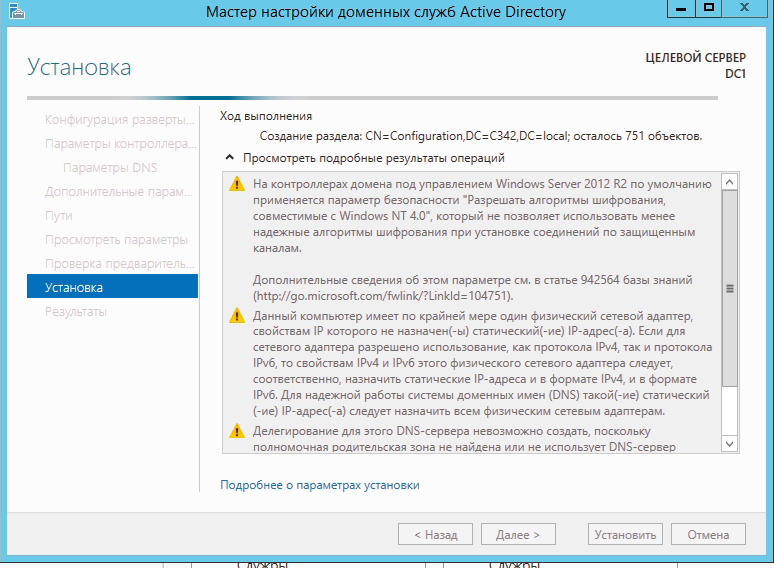 Мастер настройки доменных служб Active Directory
Установка
ЦЕЛЕВОЙ СЕРВЕР
DC1
Конфигурация разверты...
Параметры контроллера...
Параметры DNS
Дополнительные парам...
Пути
Просмотреть параметры
Проверка предваритель...
Установка
Результаты
Ход выполнения
Создание раздела: CN=Configuration,DC=C342,DC=local; осталось 751 объектов.
Просмотреть подробные результаты операций
На контроллерах домена под управлением Windows Server 2012 R2 по умолчанию
применяется параметр безопасности "Разрешать алгоритмы шифрования,
совместимые с Windows NT 4.0", который не позволяет использовать менее
надежные алгоритмы шифрования при установке соединений по защищенным
каналам.
Дополнительные сведения об этом параметре см. в статье 942564 базы знаний
(http://go.microsoft.com/fwlink/?LinkId=104751).
Данный компьютер имеет по крайней мере один физический сетевой адаптер,
свойствам IP которого не назначен(-ы) статический(-ие) IP-адрес(-а). Если для
сетевого адаптера разрешено использование, как протокола IPv4, так и протокола
IPv6, то свойствам IPv4 и IPv6 этого физического сетевого адаптера следует,
соответственно, назначить статические IP-адреса и в формате IPv4, и в формате
IPv6. Для надежной работы системы доменных имен (DNS) такой(-ие) статический
(-ие) IP-адрес(-а) следует назначить всем физическим сетевым адаптерам.
Делегирование для этого DNS-сервера невозможно создать, поскольку
полномочная родительская зона не найдена или не использует DNS-сервер
Подробнее о параметрах установки
< Назад
Далее >
Установить
Отмена
Службы
Службы